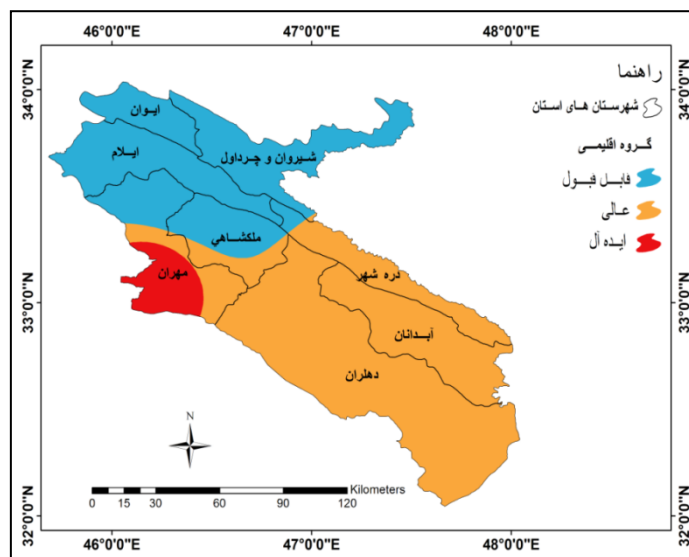 46°0'0"E 47°0'0"E 48°0'0"E
34°0'0"N 34°0'0"N
راهنما
شهرستان های استان
گروه اقلیمی
قابل قبول
عالی
ایده آل
ایوان
شیروان و چرداول
ایلام
ملکشاهی
مهران
دره شهر
آبدانان
دهلران
33°0'0"N 33°0'0"N
N
Kilometers
0 15 30 60 90 120
32°0'0"N 32°0'0"N
46°0'0"E 47°0'0"E 48°0'0"E